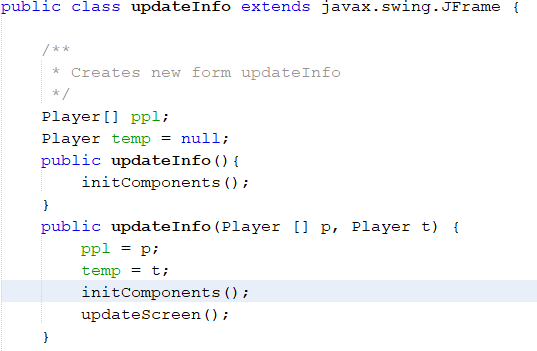 public class updateInfo extends javax.swing.JFrame {
/**
* Creates new form updateInfo
*/
Player[] ppl;
Player temp = null;
public updateInfo(){
initComponents();
}
public updateInfo(Player [] p, Player t) {
ppl = p;
temp = t;
initComponents();
updateScreen();
}